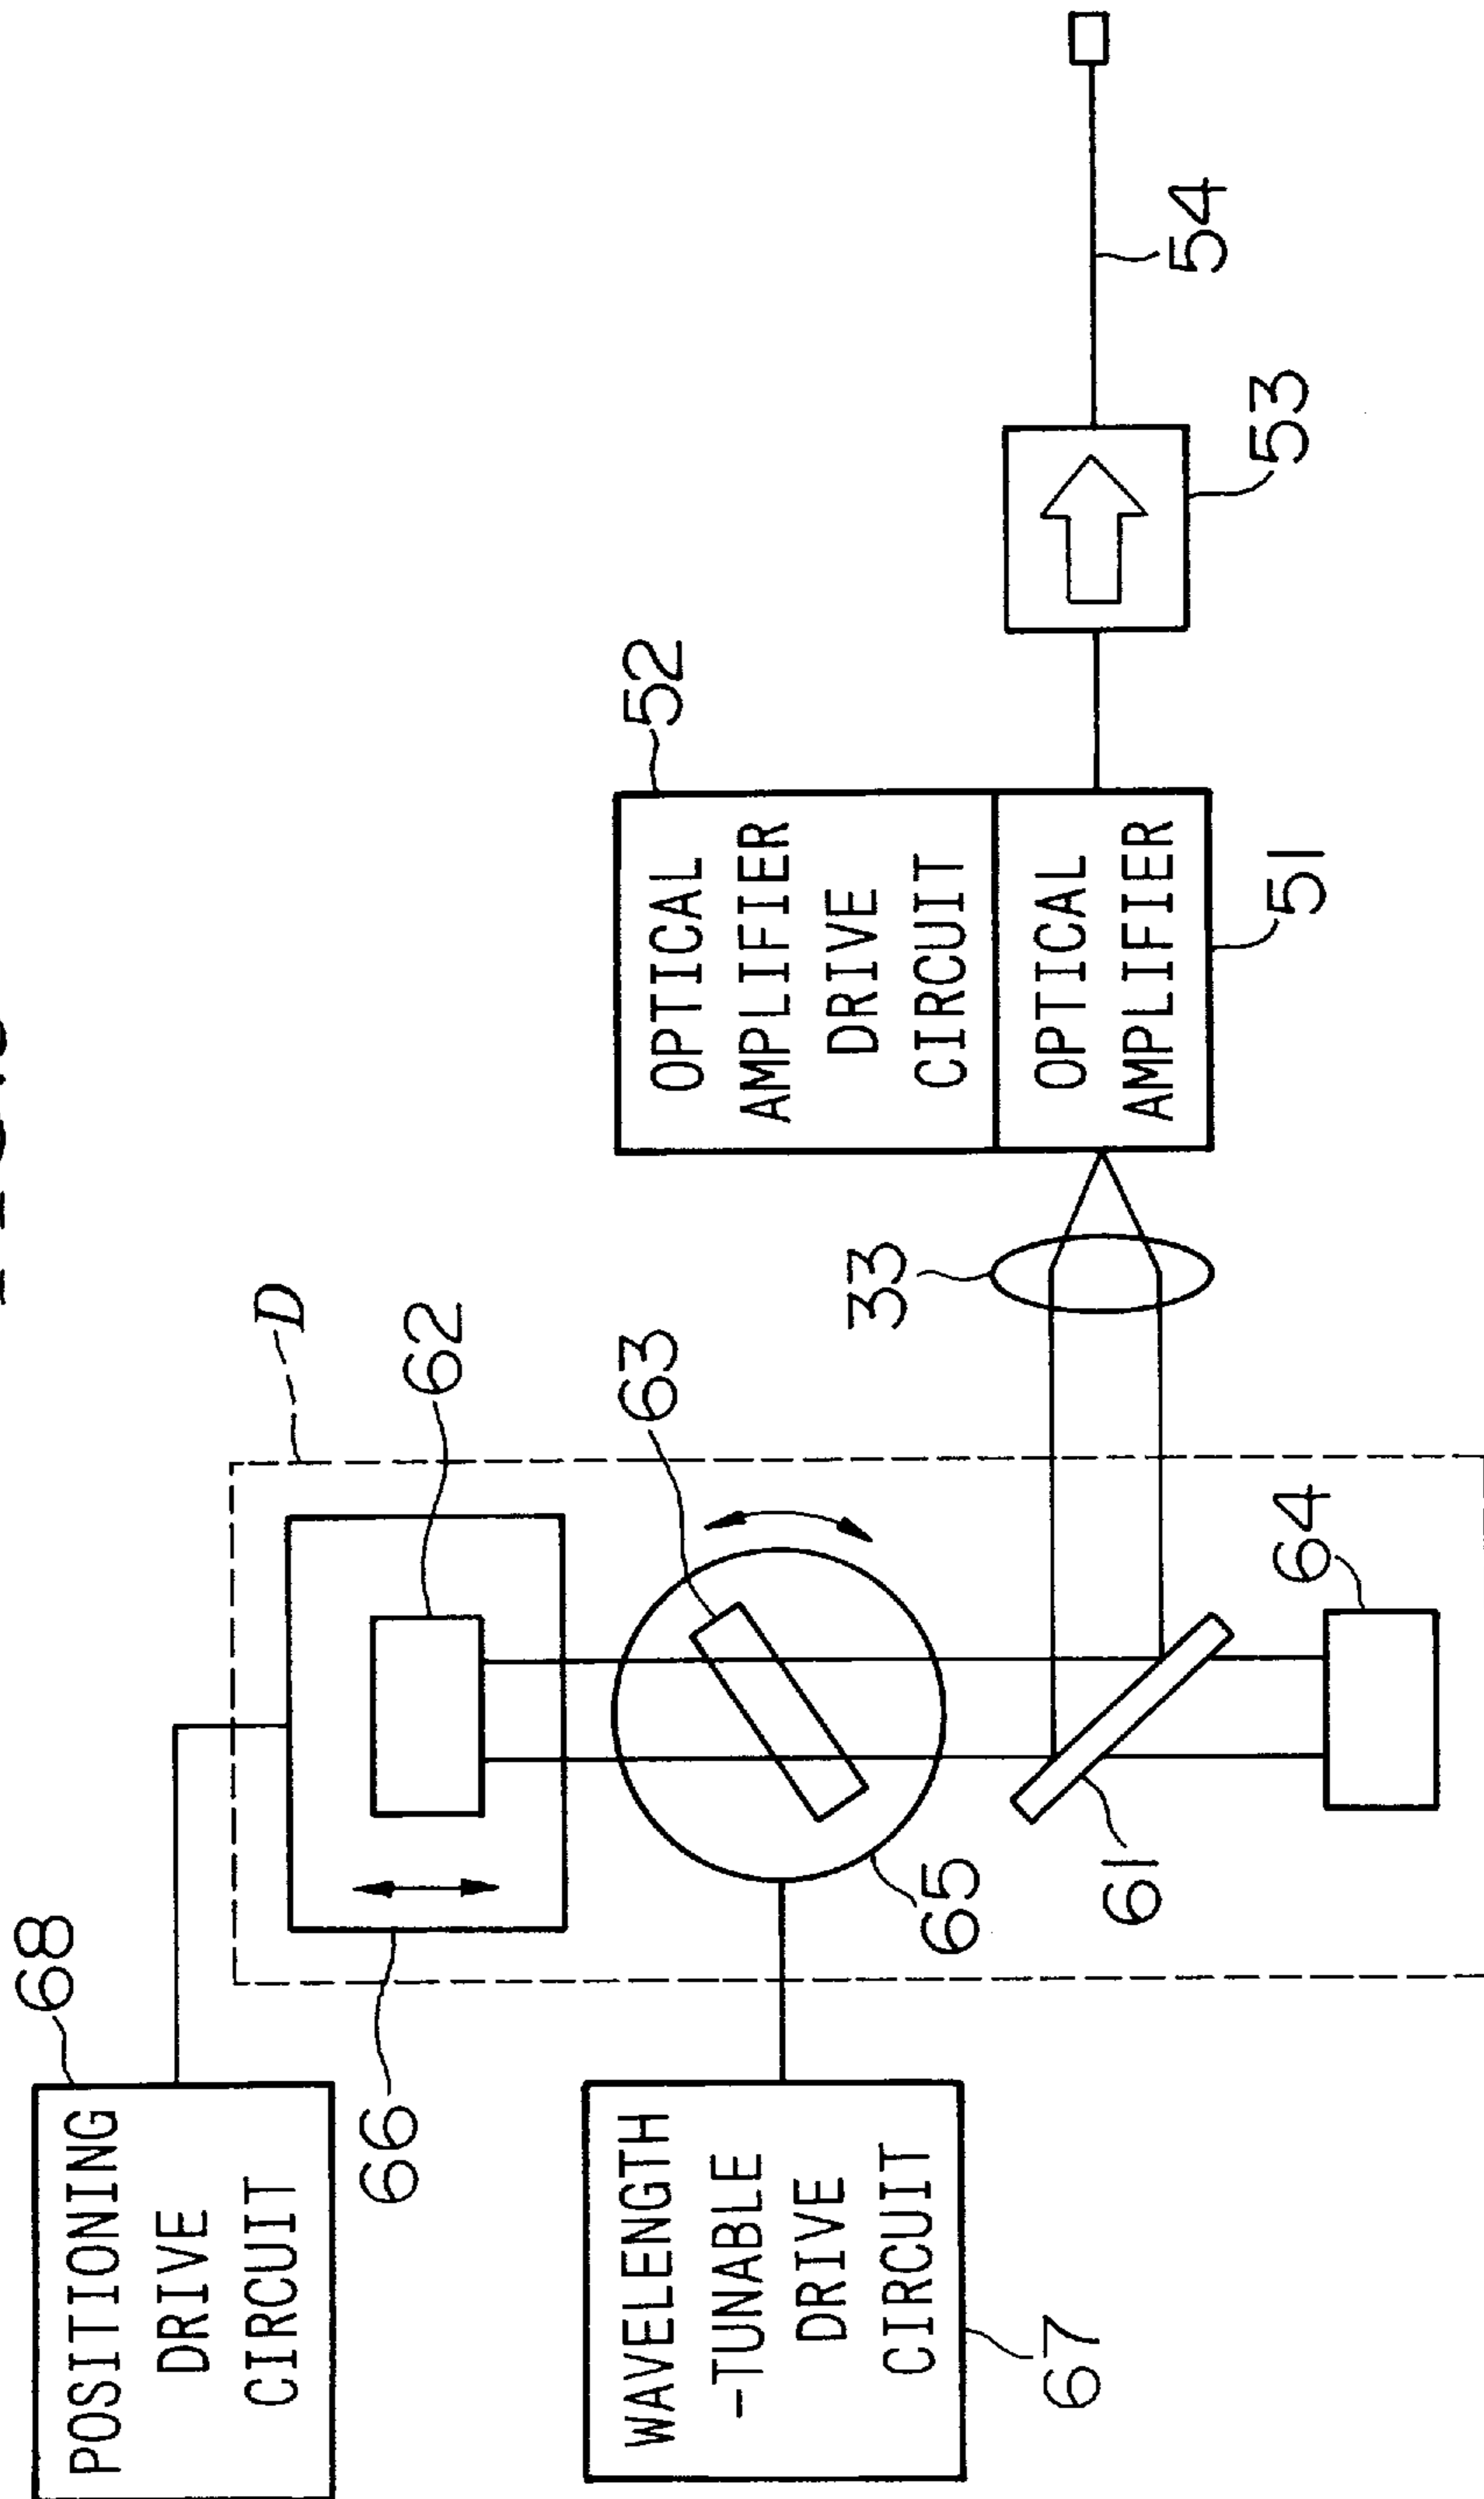 68
POSITIONING
DRIVE
CIRCUIT
66
D
62
63
65
WAVELENGTH
-TUNABLE
DRIVE
CIRCUIT
67
61
64
33
52
OPTICAL
AMPLIFIER
DRIVE
CIRCUIT
OPTICAL
AMPLIFIER
51
53
54